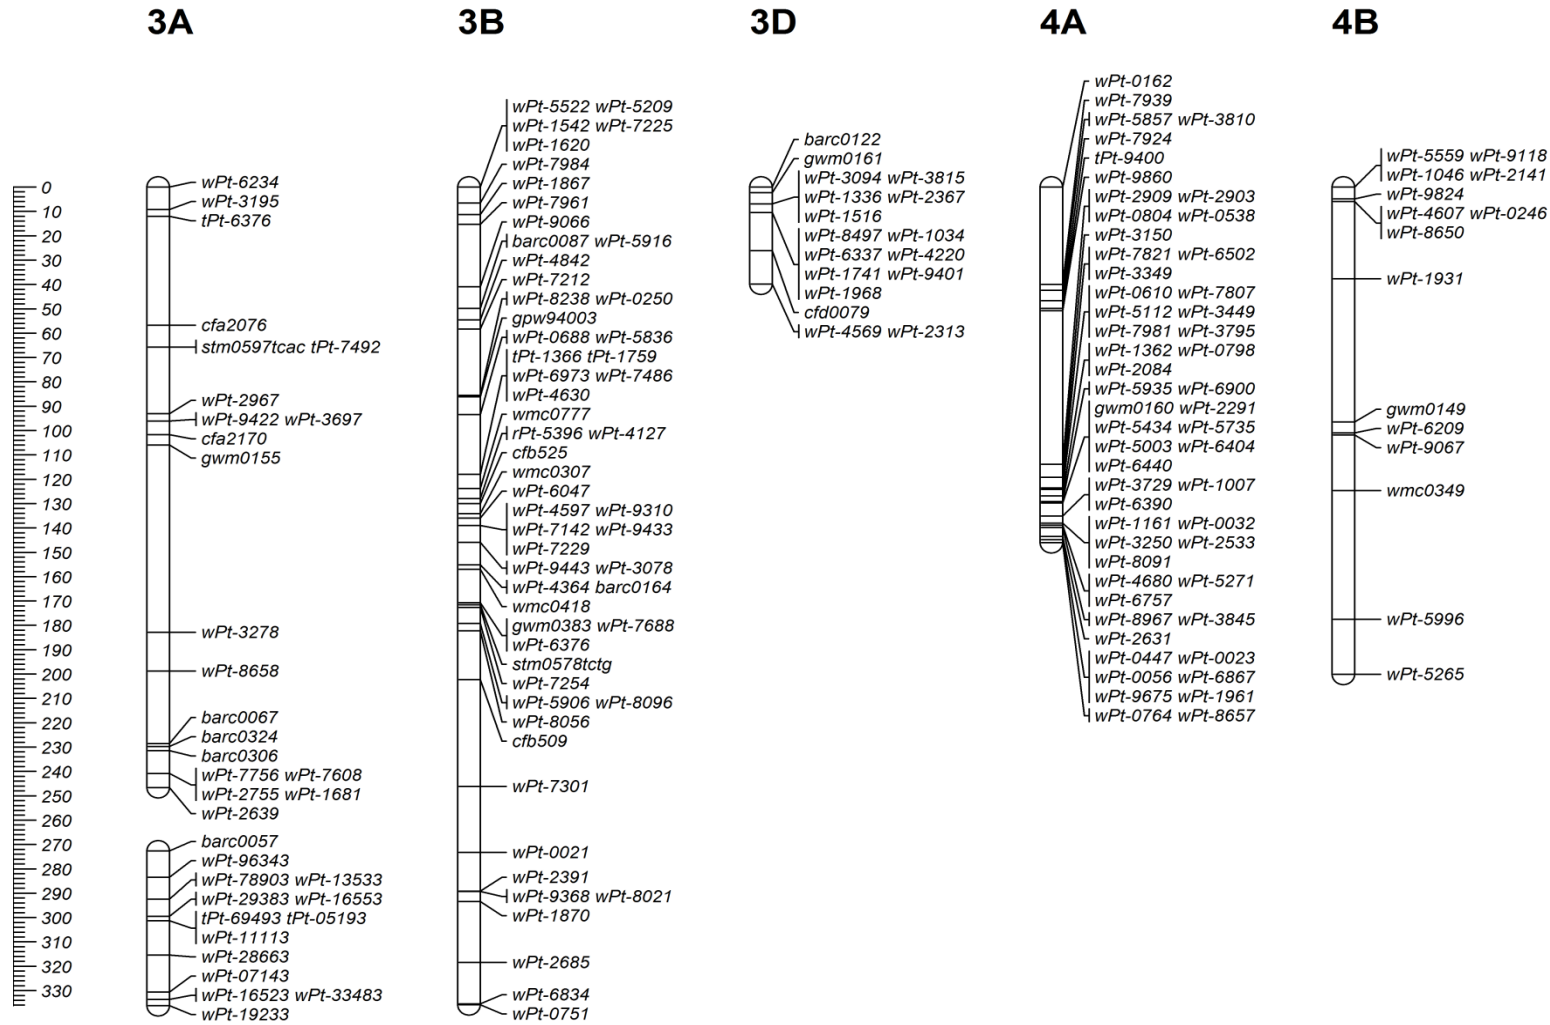 3A
3B
3D
4A
4B
0
10
20
30
40
50
60
70
80
90
100
110
120
130
140
150
160
170
180
190
200
210
220
230
240
250
260
270
280
290
300
310
320
330
wPt-6234
wPt-3195
tPt-6376
cfa2076
stm0597tcac tPt-7492
wPt-2967
wPt-9422 wPt-3697
cfa2170
gwm0155
wPt-3278
wPt-8658
barc0067
barc0324
barc0306
wPt-7756 wPt-7608
wPt-2755 wPt-1681
wPt-2639
barc0057
wPt-96343
wPt-78903 wPt-13533
wPt-29383 wPt-16553
tPt-69493 tPt-05193
wPt-11113
wPt-28663
wPt-07143
wPt-16523 wPt-33483
wPt-19233
wPt-5522 wPt-5209
wPt-1542 wPt-7225
wPt-1620
wPt-7984
wPt-1867
wPt-7961
wPt-9066
barc0087 wPt-5916
wPt-4842
wPt-7212
wPt-8238 wPt-0250
gpw94003
wPt-0688 wPt-5836
tPt-1366 tPt-1759
wPt-6973 wPt-7486
wPt-4630
wmc0777
rPt-5396 wPt-4127
cfb525
wmc0307
wPt-6047
wPt-4597 wPt-9310
wPt-7142 wPt-9433
wPt-7229
wPt-9443 wPt-3078
wPt-4364 barc0164
wmc0418
gwm0383 wPt-7688
wPt-6376
stm0578tctg
wPt-7254
wPt-5906 wPt-8096
wPt-8056
cfb509
wPt-7301
wPt-0021
wPt-2391
wPt-9368 wPt-8021
wPt-1870
wPt-2685
wPt-6834
wPt-0751
barc0122
gwm0161
wPt-3094 wPt-3815
wPt-1336 wPt-2367
wPt-1516
wPt-8497 wPt-1034
wPt-6337 wPt-4220
wPt-1741 wPt-9401
wPt-1968
cfd0079
wPt-4569 wPt-2313
wPt-0162
wPt-7939
wPt-5857 wPt-3810
wPt-7924
tPt-9400
wPt-9860
wPt-2909 wPt-2903
wPt-0804 wPt-0538
wPt-3150
wPt-7821 wPt-6502
wPt-3349
wPt-0610 wPt-7807
wPt-5112 wPt-3449
wPt-7981 wPt-3795
wPt-1362 wPt-0798
wPt-2084
wPt-5935 wPt-6900
gwm0160 wPt-2291
wPt-5434 wPt-5735
wPt-5003 wPt-6404
wPt-6440
wPt-3729 wPt-1007
wPt-6390
wPt-1161 wPt-0032
wPt-3250 wPt-2533
wPt-8091
wPt-4680 wPt-5271
wPt-6757
wPt-8967 wPt-3845
wPt-2631
wPt-0447 wPt-0023
wPt-0056 wPt-6867
wPt-9675 wPt-1961
wPt-0764 wPt-8657
wPt-5559 wPt-9118
wPt-1046 wPt-2141
wPt-9824
wPt-4607 wPt-0246
wPt-8650
wPt-1931
gwm0149
wPt-6209
wPt-9067
wmc0349
wPt-5996
wPt-5265